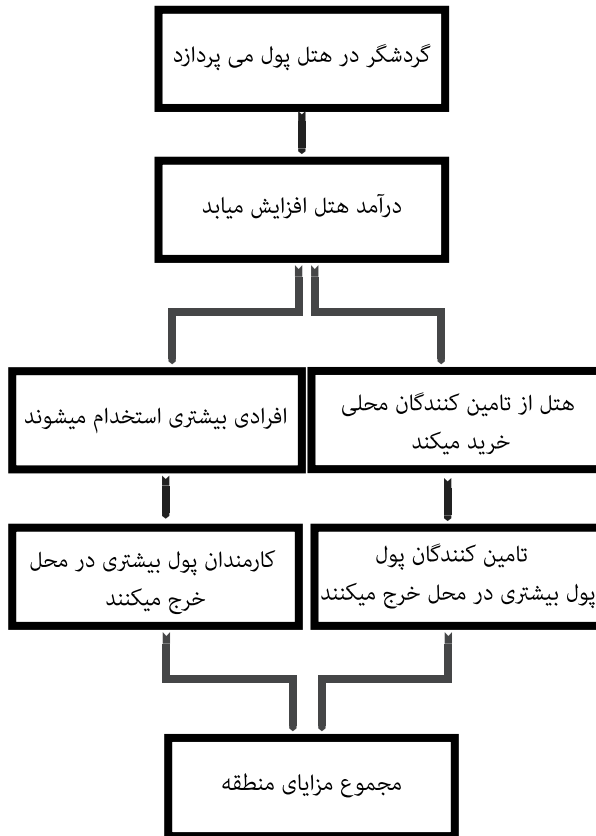 گردشگر در هتل پول می پردازد
درآمد هتل افزایش میابد
هتل از تامین کنندگان محلی
خرید میکند
افرادی بیشتری استخدام میشوند
تامین کنندگان پول
پول بیشتری در محل خرج میکنند
کارمندان پول بیشتری در محل
خرج میکنند
مجموع مزایای منطقه